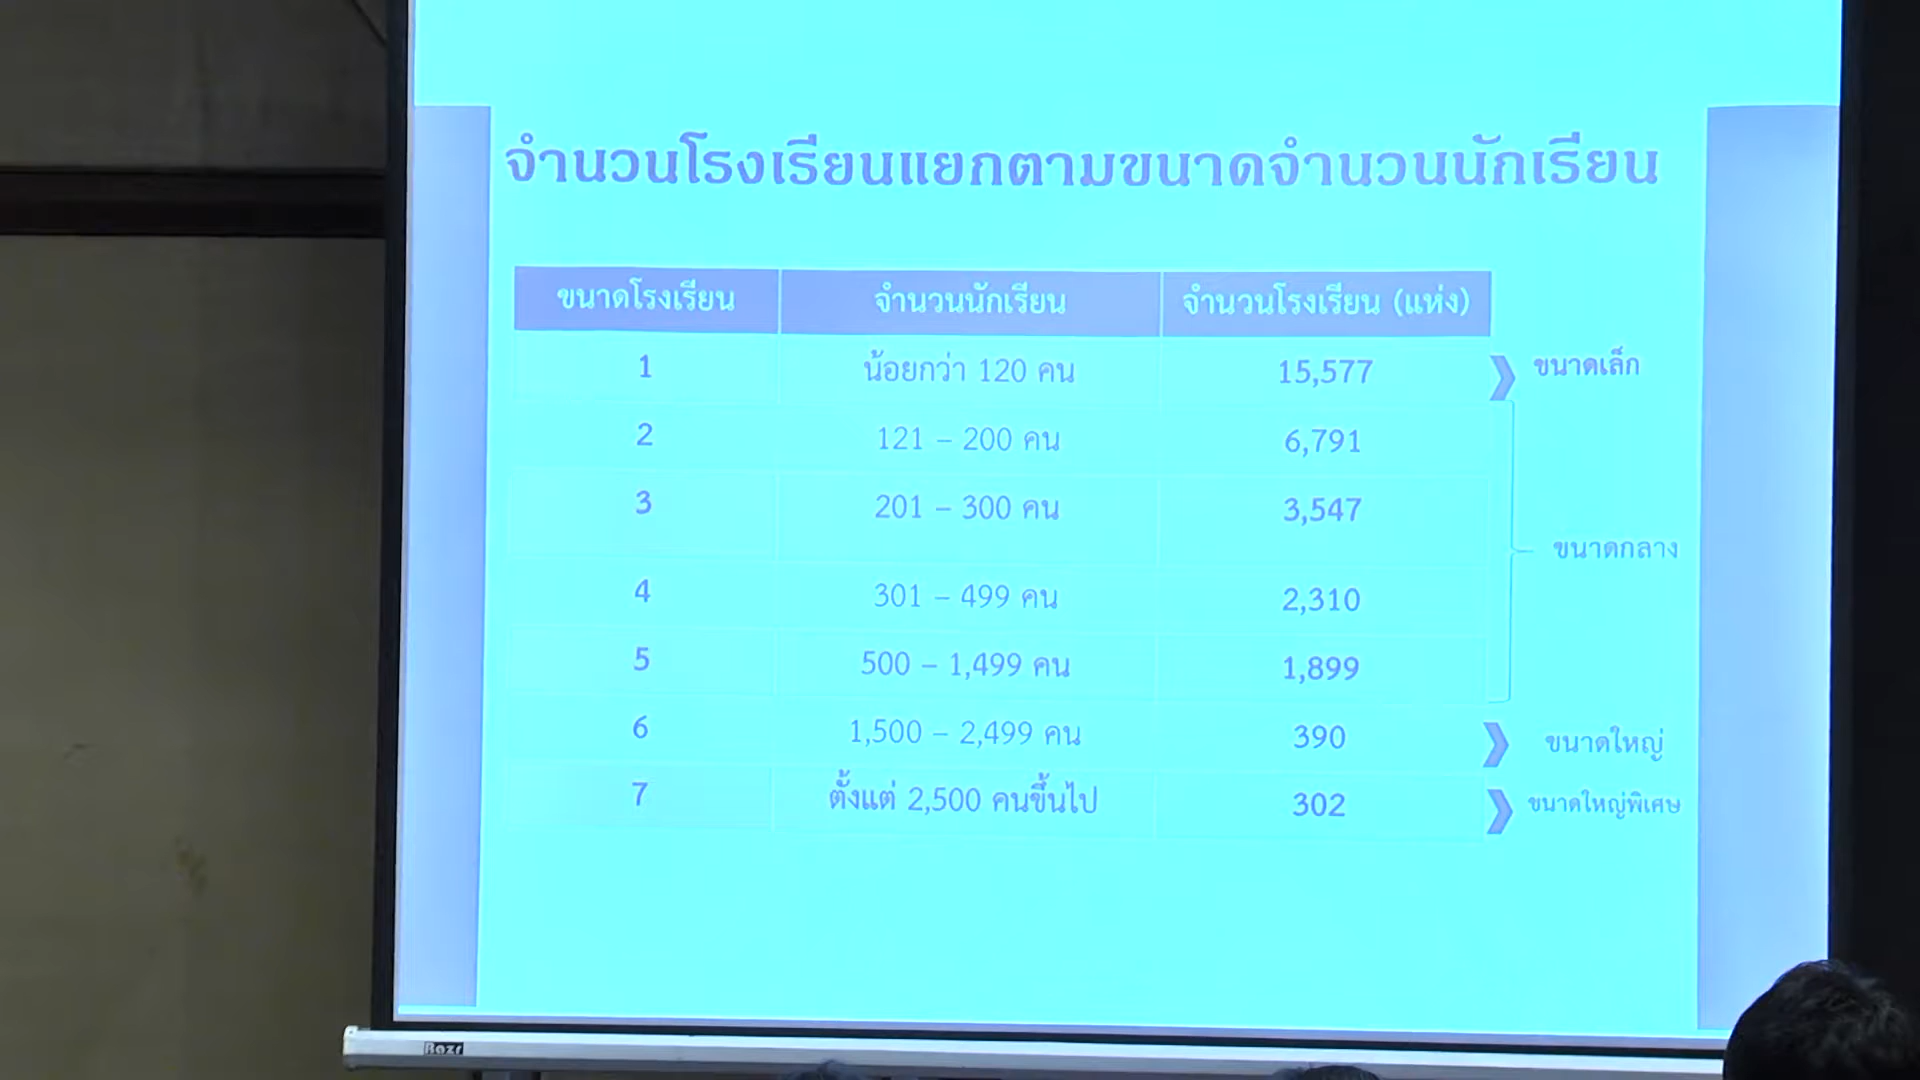 จำนวนโรงเรียนแยกตามขนาดจำนวนนักเรียน
ขนาดโรงเรียน จำนวนนักเรียน จำนวนโรงเรียน (แห่ง)
1 น้อยกว่า 120 คน 15,577 ขนาดเล็ก
2 121 – 200 คน 6,791
3 201 – 300 คน 3,547
ขนาดกลาง
4 301 – 499 คน 2,310
5 500 – 1,499 คน 1,899
6 1,500 – 2,499 คน 390 ขนาดใหญ่
7 ตั้งแต่ 2,500 คนขึ้นไป 302 ขนาดใหญ่พิเศษ
Razr